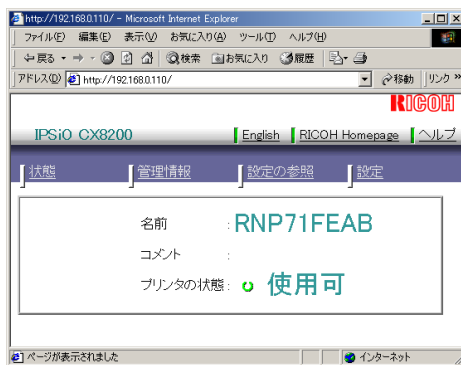 http://192.168.0.110/ - Microsoft Internet Explorer
ファイル(F) 編集(E) 表示(V) お気に入り(A) ツール(T) ヘルプ(H)
戻る 検索 お気に入り 履歴
アドレス(D) http://192.168.0.110/ 移動 リンク »
RICOH
IPSiO CX8200 English RICOH Homepage ヘルプ
状態 管理情報 設定の参照 設定
名前 : RNP71FEAB
コメント :
プリンタの状態 : 使用可
ページが表示されました インターネット